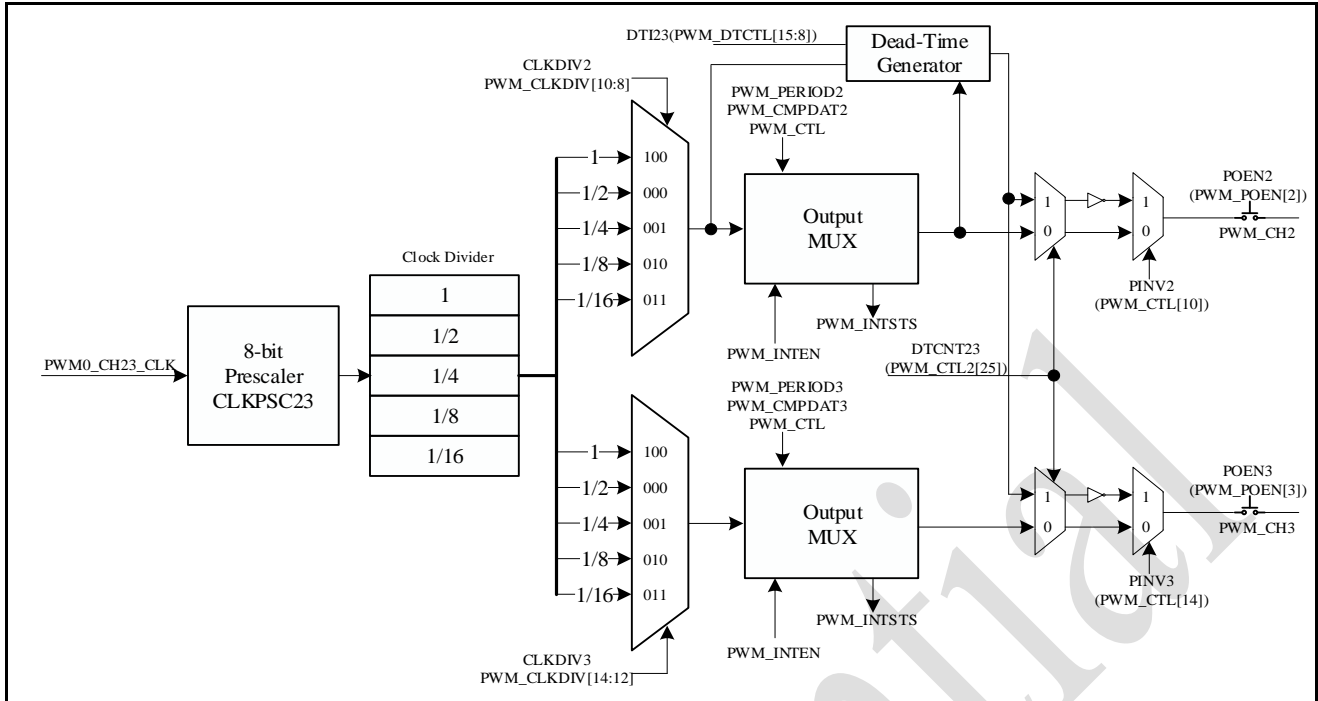 DTI23(PWM_DTCTL[15:8])
Dead-Time
Generator
CLKDIV2
PWM_CLKDIV[10:8]
PWM_PERIOD2
PWM_CMPDAT2
PWM_CTL
1
1/2
1/4
1/8
1/16
100
000
001
010
011
Output
MUX
PWM_INTEN
PWM_INTSTS
1
0
1
0
POEN2
(PWM_POEN[2])
PWM_CH2
PINV2
(PWM_CTL[10])
Clock Divider
1
1/2
1/4
1/8
1/16
PWM0_CH23_CLK
8-bit
Prescaler
CLKPSC23
DTCNT23
(PWM_CTL2[25])
PWM_PERIOD3
PWM_CMPDAT3
PWM_CTL
1
1/2
1/4
1/8
1/16
100
000
001
010
011
Output
MUX
PWM_INTEN
PWM_INTSTS
1
0
1
0
POEN3
(PWM_POEN[3])
PWM_CH3
PINV3
(PWM_CTL[14])
CLKDIV3
PWM_CLKDIV[14:12]